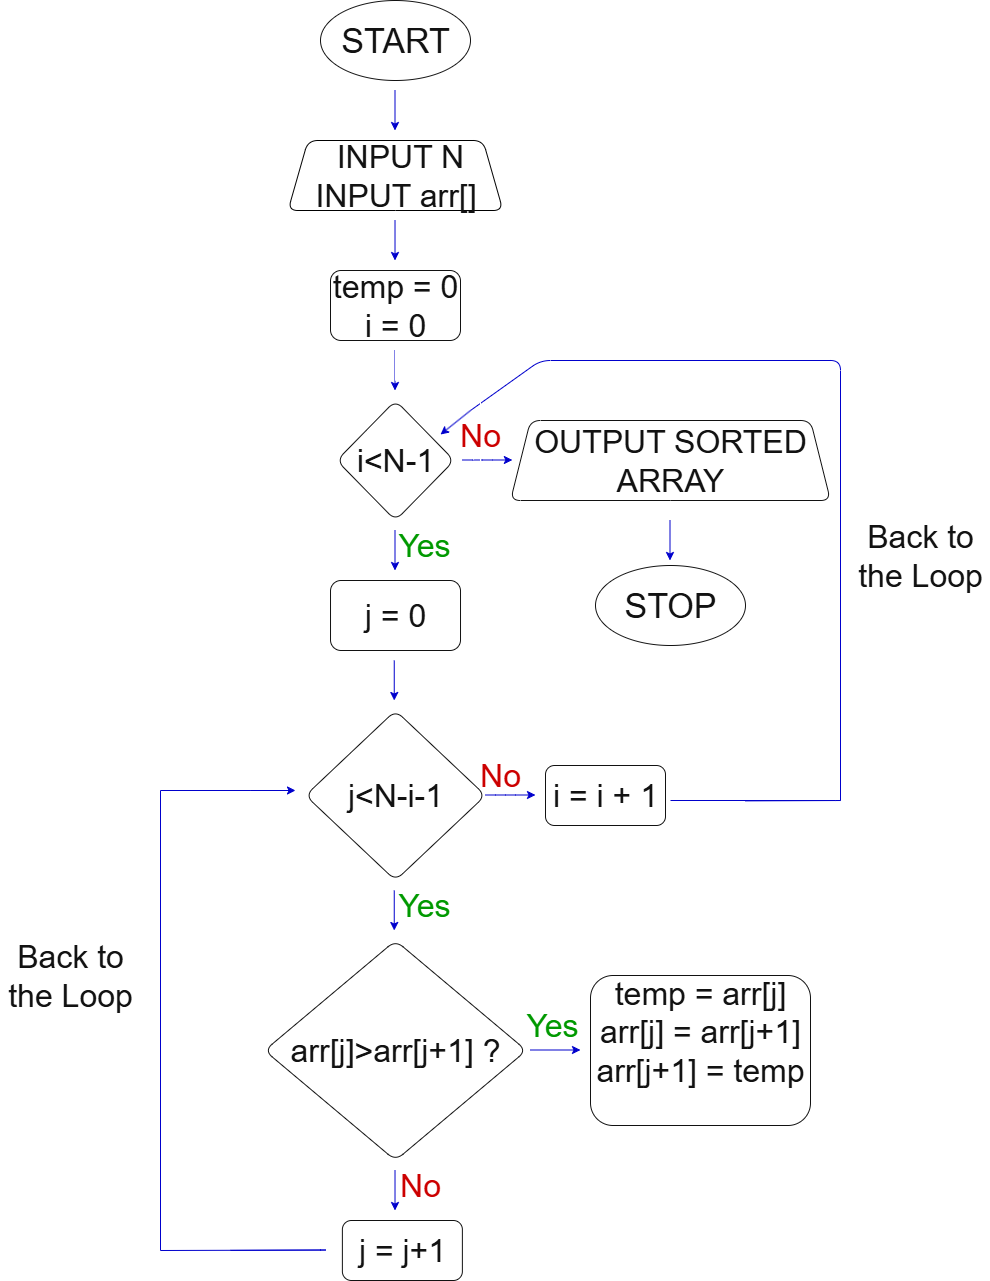 START
INPUT N
INPUT arr[]
temp = 0
i = 0
i<N-1
No
OUTPUT SORTED
ARRAY
Yes
STOP
Back to
the Loop
j = 0
j<N-i-1
No
i = i + 1
Yes
Back to
the Loop
arr[j]>arr[j+1] ?
Yes
temp = arr[j]
arr[j] = arr[j+1]
arr[j+1] = temp
No
j = j+1